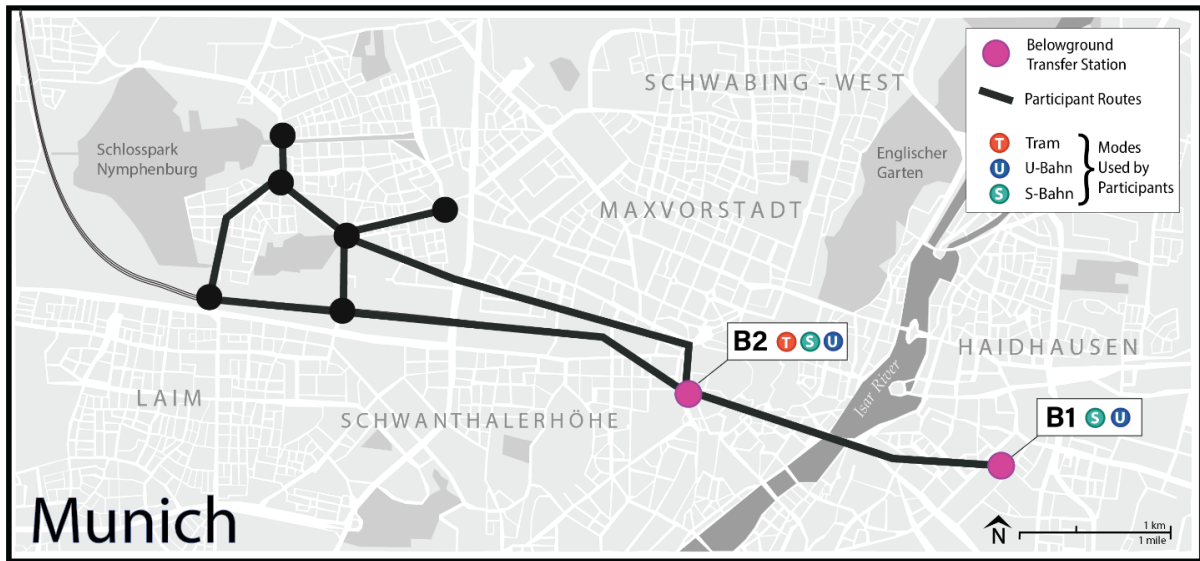 Belowground
Transfer Station
Participant Routes
T Tram
U U-Bahn
S S-Bahn
Modes
Used by
Participants
SCHWABING - WEST
Schlosspark
Nymphenburg
Englischer
Garten
MAXVORSTADT
B2 T S U
HAIDHAUSEN
Isar River
LAIM
SCHWANTHALERHÖHE
B1 S U
Munich
N
1 km
1 mile